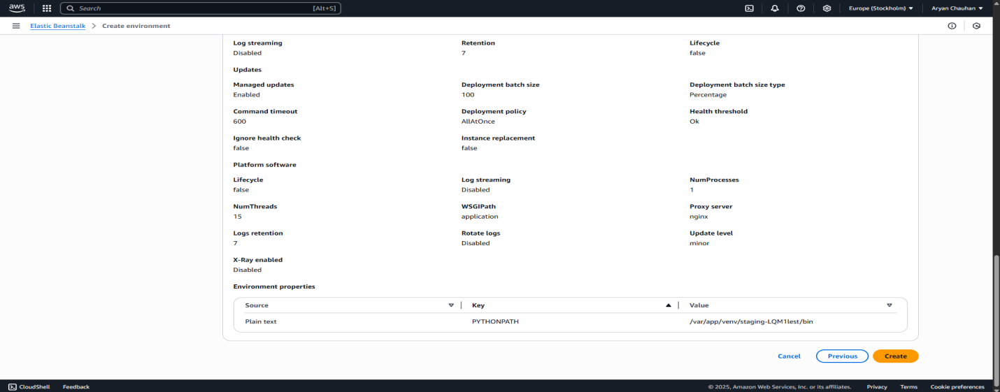 aws Search [Alt+S] Europe (Stockholm) Aryan Chauhan
Elastic Beanstalk > Create environment
Log streaming Retention Lifecycle
Disabled 7 false
Updates
Managed updates Deployment batch size Deployment batch size type
Enabled 100 Percentage
Command timeout Deployment policy Health threshold
600 AllAtOnce Ok
Ignore health check Instance replacement
false false
Platform software
Lifecycle Log streaming NumProcesses
false Disabled 1
NumThreads WSGIPath Proxy server
15 application nginx
Logs retention Rotate logs Update level
7 Disabled minor
X-Ray enabled
Disabled
Environment properties
Source Key Value
Plain text PYTHONPATH /var/app/venv/staging-LQM1lest/bin
Cancel Previous Create
CloudShell Feedback © 2025, Amazon Web Services, Inc. or its affiliates. Privacy Terms Cookie preferences